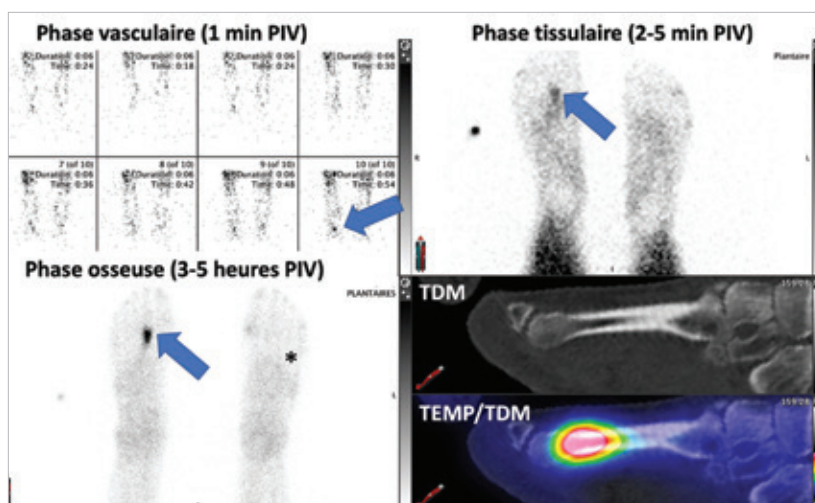 Phase vasculaire (1 min PIV)
Duration: 0:06
Time: 0:24
Duration: 0:06
Time: 0:18
Duration: 0:06
Time: 0:24
Duration: 0:06
Time: 0:30
7 (of 10)
Duration: 0:06
Time: 0:36
8 (of 10)
Duration: 0:06
Time: 0:42
9 (of 10)
Duration: 0:06
Time: 0:48
10 (of 10)
Duration: 0:06
Time: 0:54
Phase tissulaire (2-5 min PIV)
Plantaire
R
L
Phase osseuse (3-5 heures PIV)
PLANTAIRES
*
L
TDM
TEMP/TDM